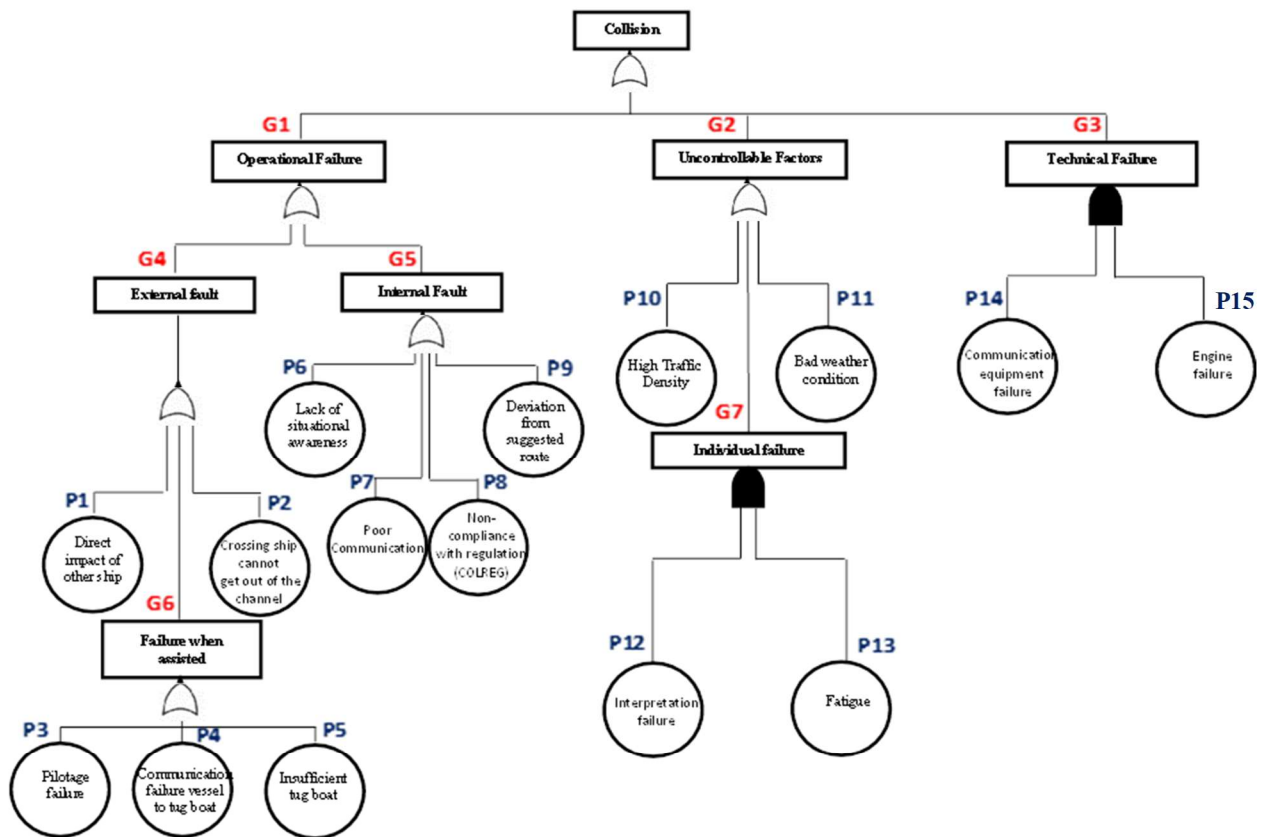 Collision
G1
G2
G3
Operational Failure
Uncontrollable Factors
Technical Failure
G4
G5
External fault
Internal Fault
P10
P11
P14
P15
High Traffic
Density
Bad weather
condition
Communication
equipment
failure
Engine
failure
P6
P9
Lack of
situational
awareness
Deviation
from
suggested
route
G7
Individual failure
P7
P8
Poor
Communication
Non-
compliance
with regulation
(COLREG)
P1
P2
Direct
impact of
other ship
Crossing ship
cannot
get out of the
channel
G6
Failure when
assisted
P12
P13
Interpretation
failure
Fatigue
P3
P4
P5
Pilotage
failure
Communication
failure vessel
to tug boat
Insufficient
tug boat